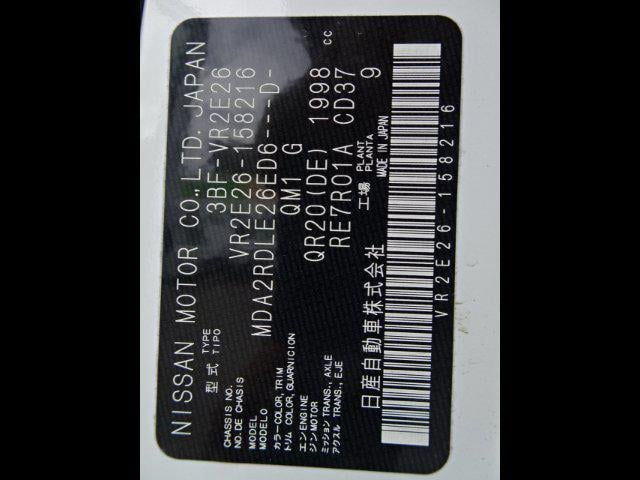 NISSAN MOTOR CO.,LTD. JAPAN
型式 TYPE TIPO 3BF-VR2E26
CHASSIS NO. NO. DE CHASIS VR2E26-158216
MODEL MODELO MDA2RDLE26ED6---D-
カラー COLOR, TRIM トリム COLOR, GUARNICION QM1 G
エンジン ENGINE MOTOR QR20(DE) 1998 cc
ミッション TRANS., AXLE アクスル TRANS., EJE RE7R01A CD37
工場 PLANT PLANTA 9
日産自動車株式会社 MADE IN JAPAN
VR2E26-158216